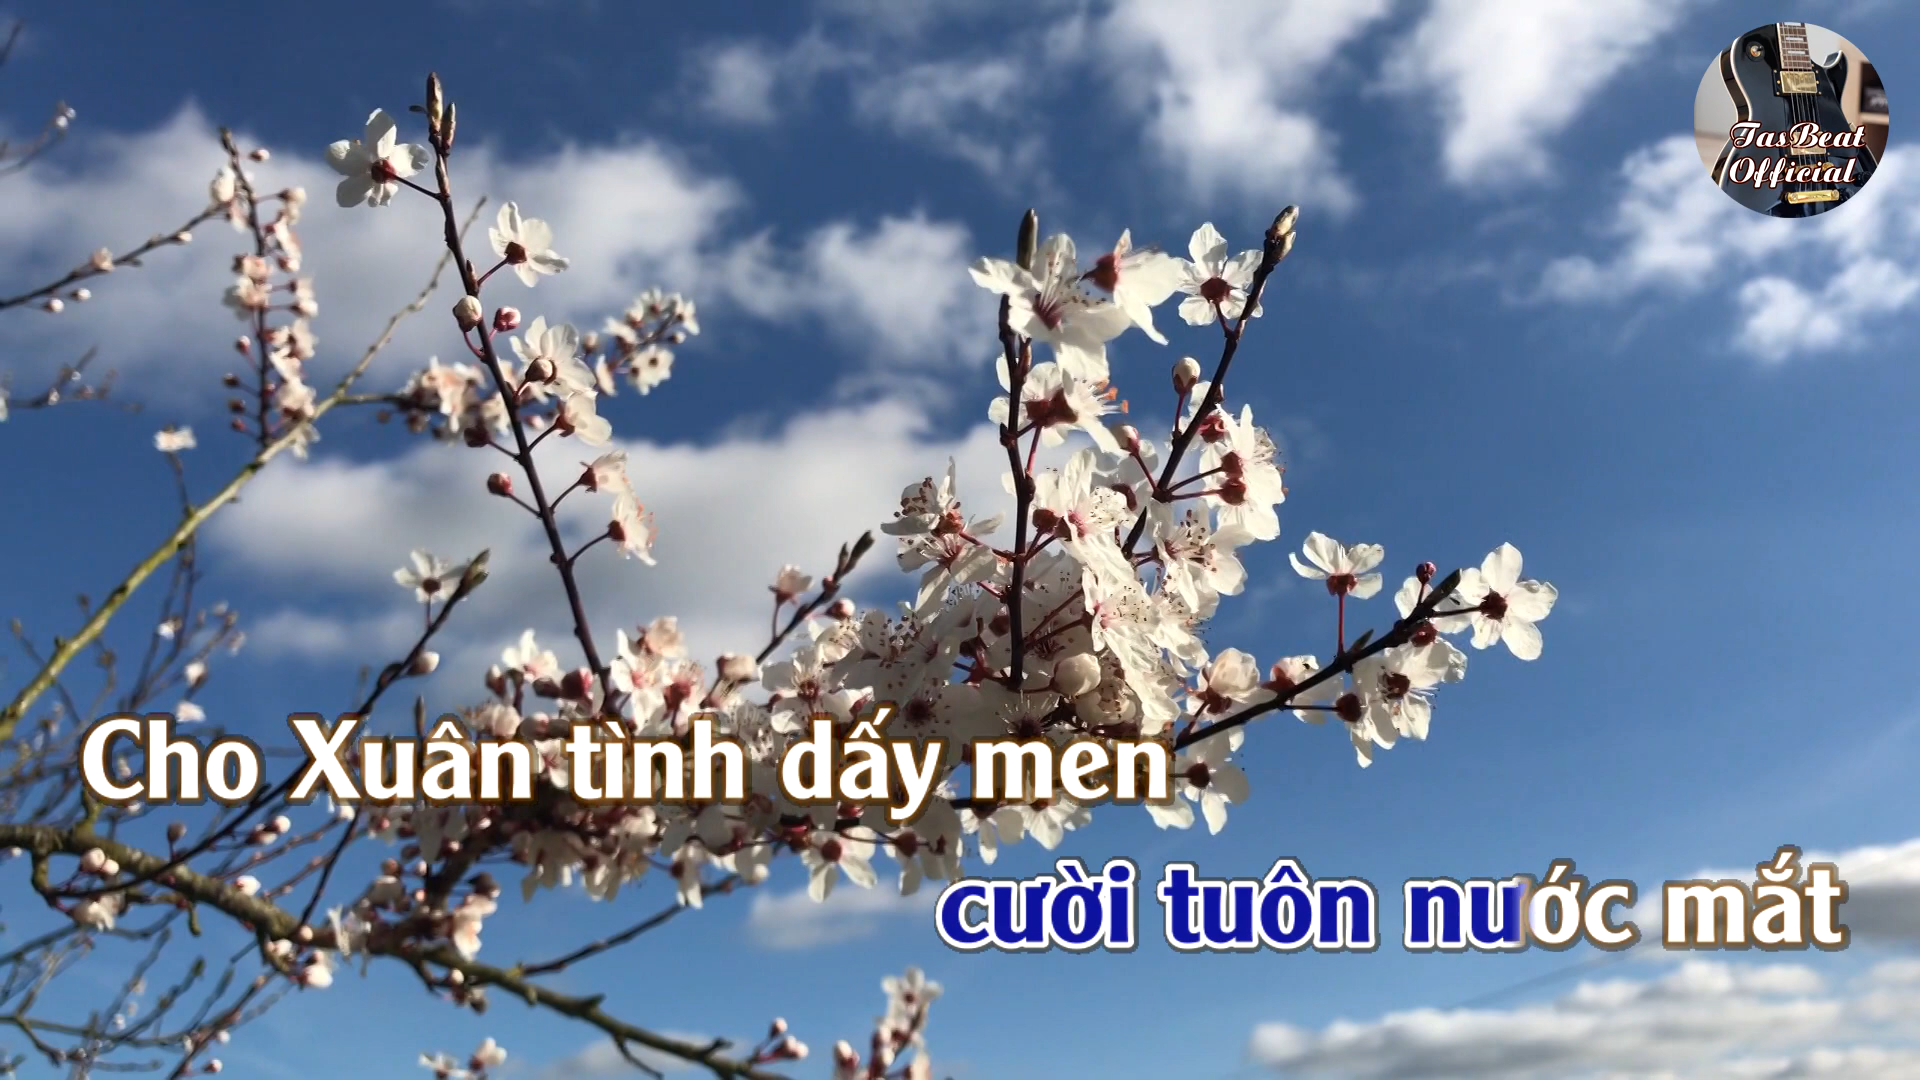 TasBeat
Official
Cho Xuân tình dấy men
cười tuôn nước mắt